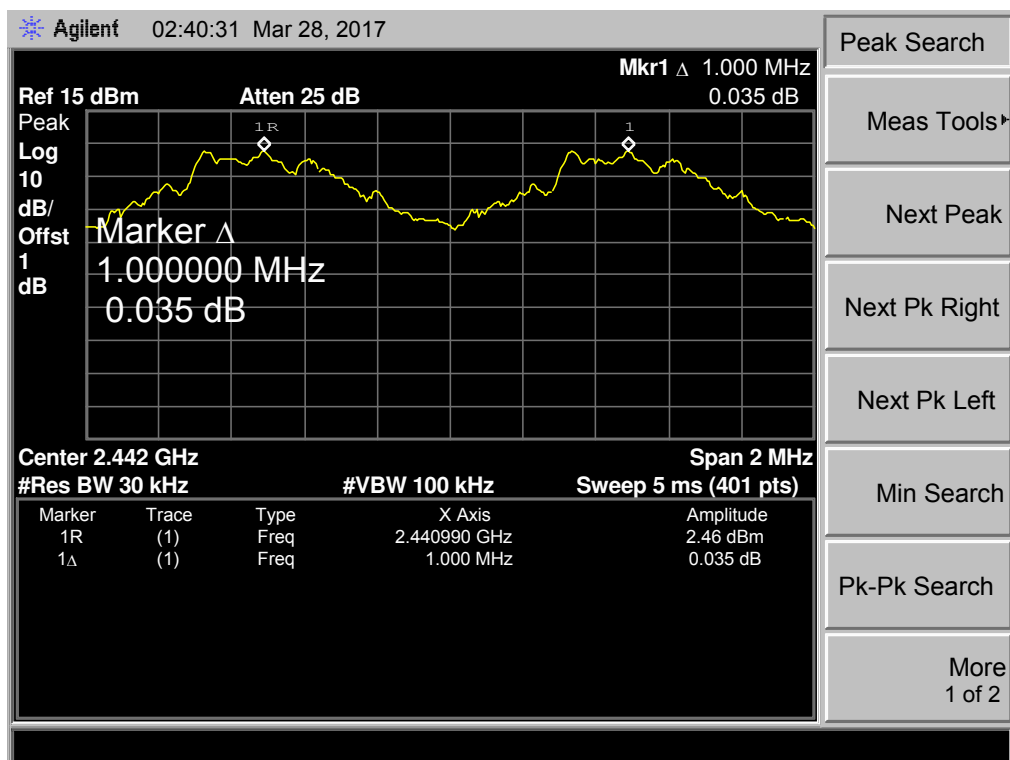 Agilent 02:40:31 Mar 28, 2017
Mkr1 Δ 1.000 MHz
Ref 15 dBm Atten 25 dB 0.035 dB
Peak
Log
10
dB/
Offst
1
dB
1R 1
Marker Δ
1.000000 MHz
0.035 dB
Center 2.442 GHz Span 2 MHz
#Res BW 30 kHz #VBW 100 kHz Sweep 5 ms (401 pts)
Marker Trace Type X Axis Amplitude
1R (1) Freq 2.440990 GHz 2.46 dBm
1Δ (1) Freq 1.000 MHz 0.035 dB
Peak Search
Meas Tools
Next Peak
Next Pk Right
Next Pk Left
Min Search
Pk-Pk Search
More
1 of 2